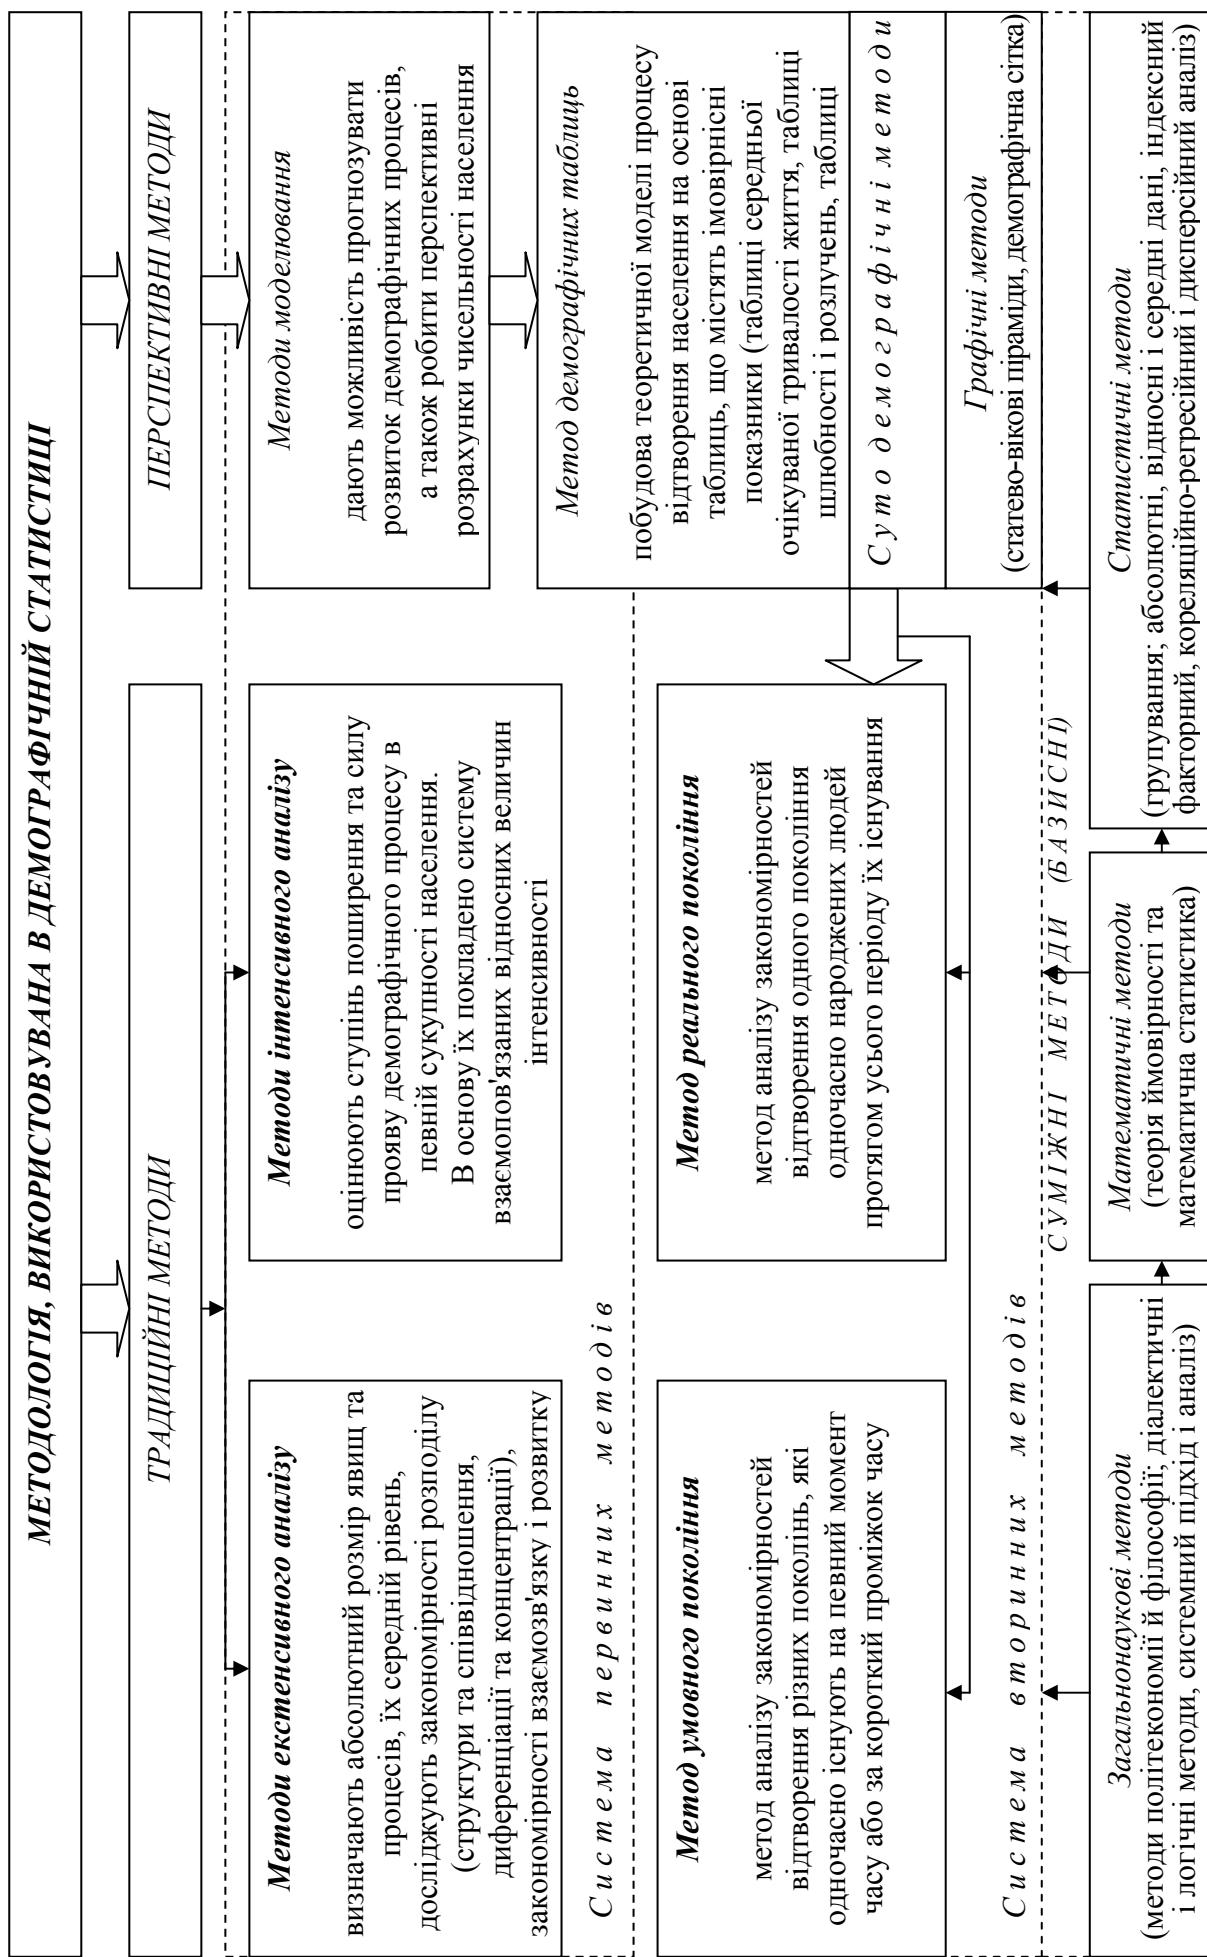 МЕТОДОЛОГІЯ, ВИКОРИСТОВУВАНА В ДЕМОГРАФІЧНІЙ СТАТИСТИЦІ
ТРАДИЦІЙНІ МЕТОДИ
ПЕРСПЕКТИВНІ МЕТОДИ
Методи екстенсивного аналізу
визначають абсолютний розмір явищ та
процесів, їх середній рівень,
досліджують закономірності розподілу
(структури та співвідношення,
диференціації та концентрації),
закономірності взаємозв'язку і розвитку
Методи інтенсивного аналізу
оцінюють ступінь поширення та силу
прояву демографічного процесу в
певній сукупності населення.
В основу їх покладено систему
взаємопов'язаних відносних величин
інтенсивності
Методи моделювання
дають можливість прогнозувати
розвиток демографічних процесів,
а також робити перспективні
розрахунки чисельності населення
Система первинних методів
Метод умовного покоління
метод аналізу закономірностей
відтворення різних поколінь, які
одночасно існують на певний момент
часу або за короткий проміжок часу
Метод реального покоління
метод аналізу закономірностей
відтворення одного покоління
одночасно народжених людей
протягом усього періоду їх існування
Метод демографічних таблиць
побудова теоретичної моделі процесу
відтворення населення на основі
таблиць, що містять імовірнісні
показники (таблиці середньої
очікуваної тривалості життя, таблиці
шлюбності і розлучень, таблиці
Суто демографічні методи
Графічні методи
(статево-вікові піраміди, демографічна сітка)
Система вторинних методів
СУМІЖНІ МЕТОДИ (БАЗИСНІ)
Загальнонаукові методи
(методи політекономії й філософії; діалектичні
і логічні методи, системний підхід і аналіз)
Математичні методи
(теорія ймовірності та
математична статистика)
Статистичні методи
(групування; абсолютні, відносні і середні дані, індексний
факторний, кореляційно-регресійний і дисперсійний аналіз)